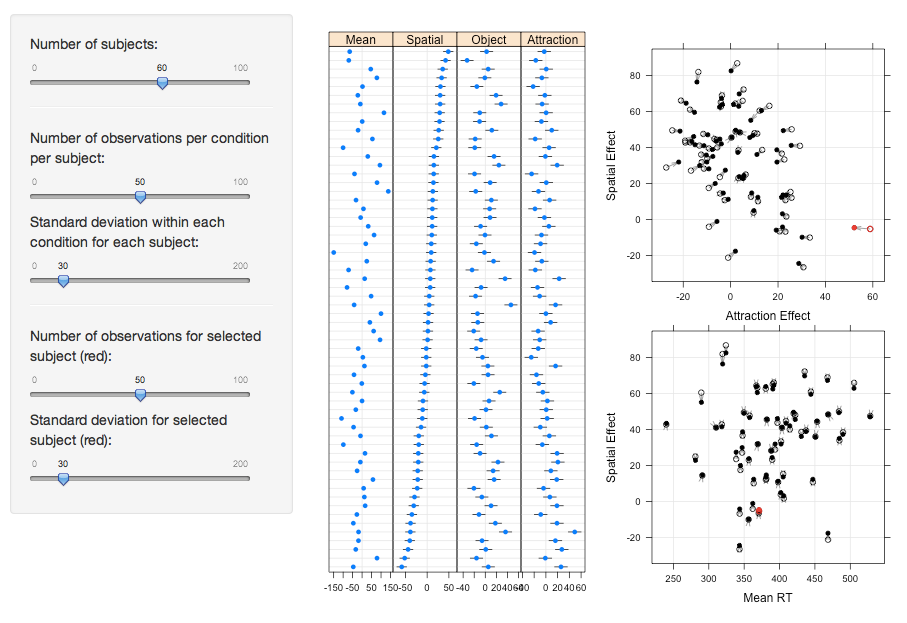 Number of subjects:
0 60 100
Number of observations per condition
per subject:
0 50 100
Standard deviation within each
condition for each subject:
0 30 200
Number of observations for selected
subject (red):
0 50 100
Standard deviation for selected
subject (red):
0 30 200
Mean Spatial Object Attraction
-150 -50 0 50 150
-50 0 50
-20 0 20 40 60
-20 0 20 40 60
80
60
40
20
0
-20
Spatial Effect
-20 0 20 40 60
Attraction Effect
80
60
40
20
0
-20
Spatial Effect
250 300 350 400 450 500
Mean RT